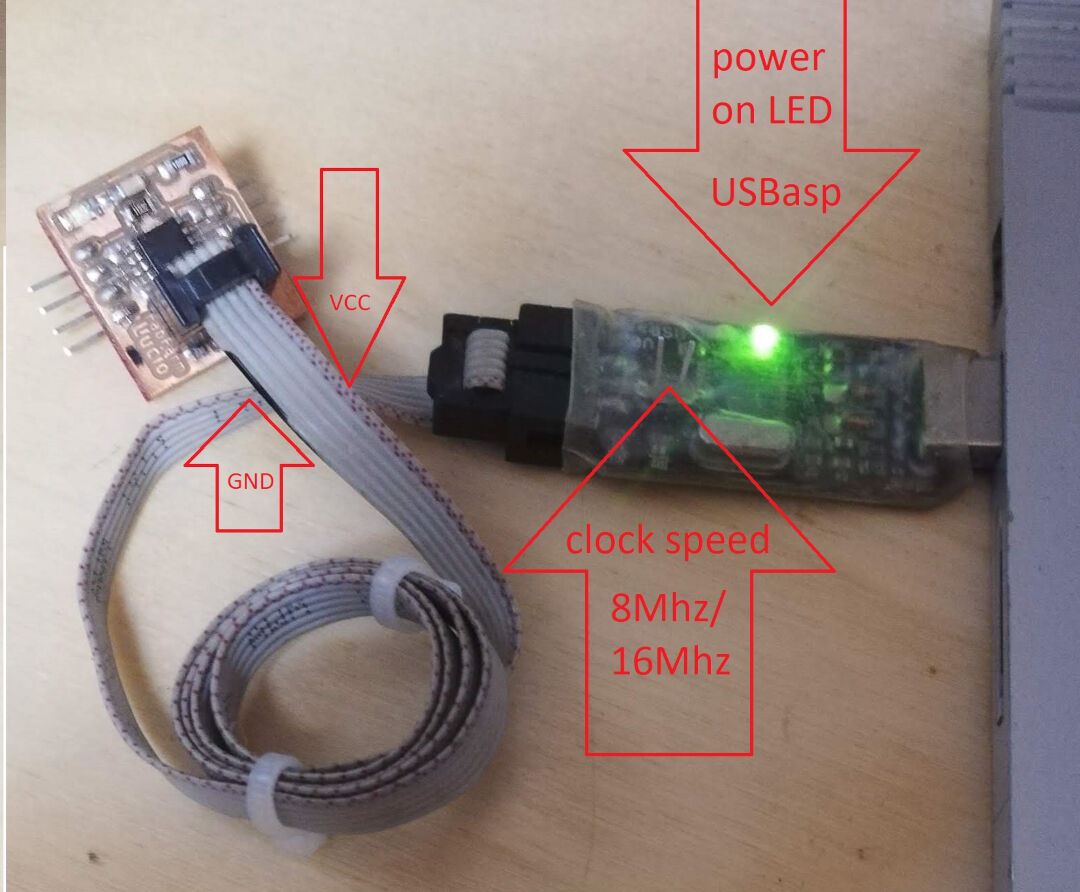 power
on LED
USBasp
VCC
GND
clock speed
8Mhz/
16Mhz